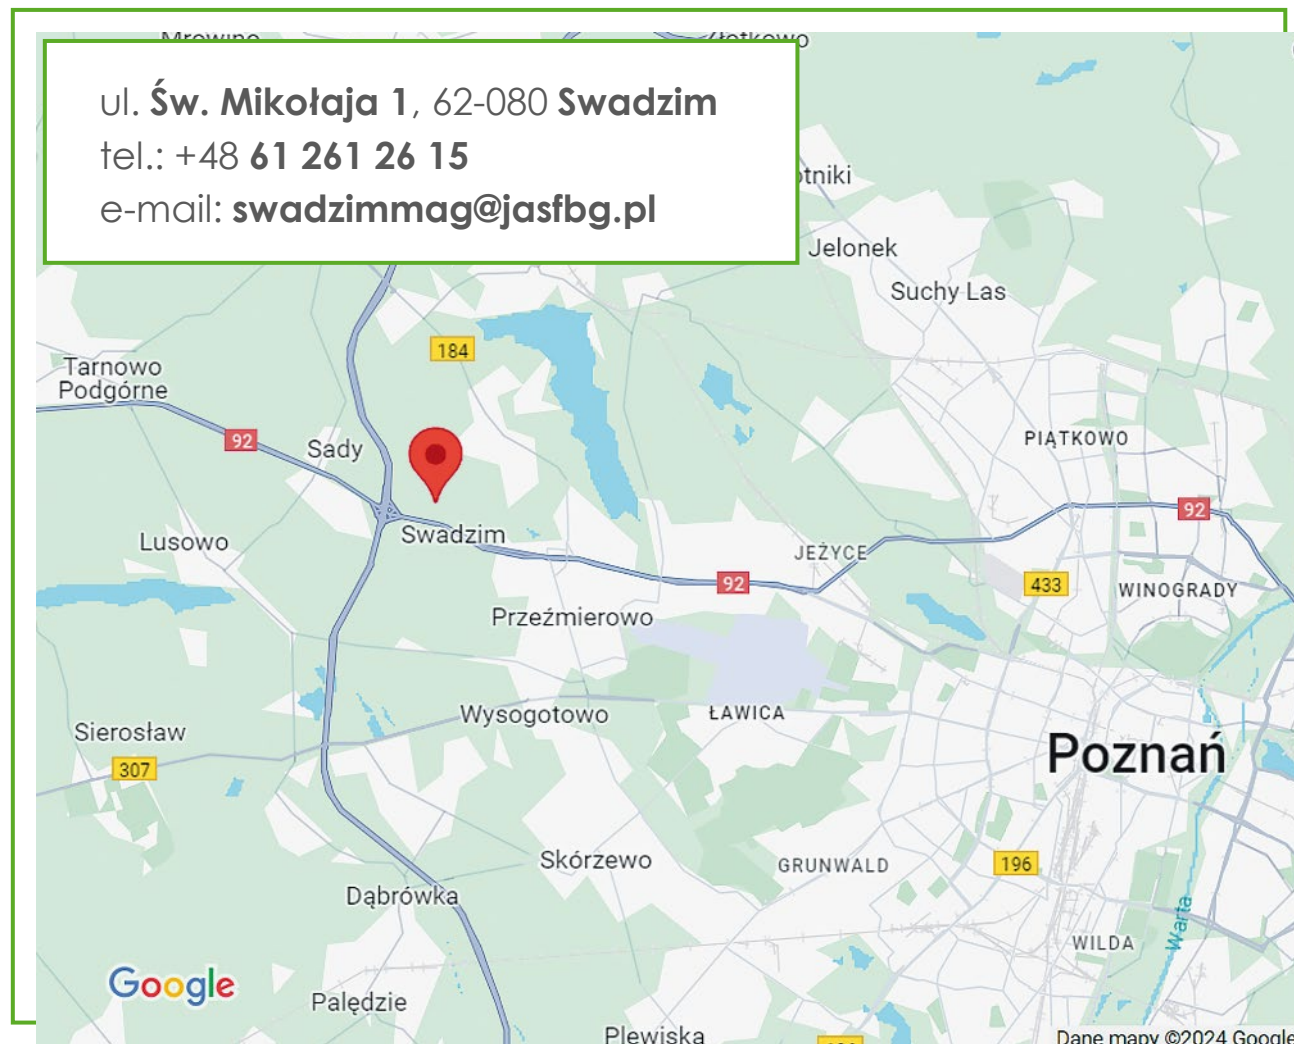 Mrowino
Złotkowo
ul. Św. Mikołaja 1, 62-080 Swadzim
tel.: +48 61 261 26 15
e-mail: swadzimmag@jasfbg.pl
Jelonek
Suchy Las
184
Tarnowo
Podgórne
92
Sady
PIĄTKOWO
92
Swadzim
Lusowo
JEŻYCE
92
433
WINOGRADY
Przeźmierowo
Wysogotowo
ŁAWICA
Sierosław
Poznań
307
Skórzewo
GRUNWALD
196
Dąbrówka
Warta
WILDA
Google
Palędzie
Plewiska
Dane mapy ©2024 Google